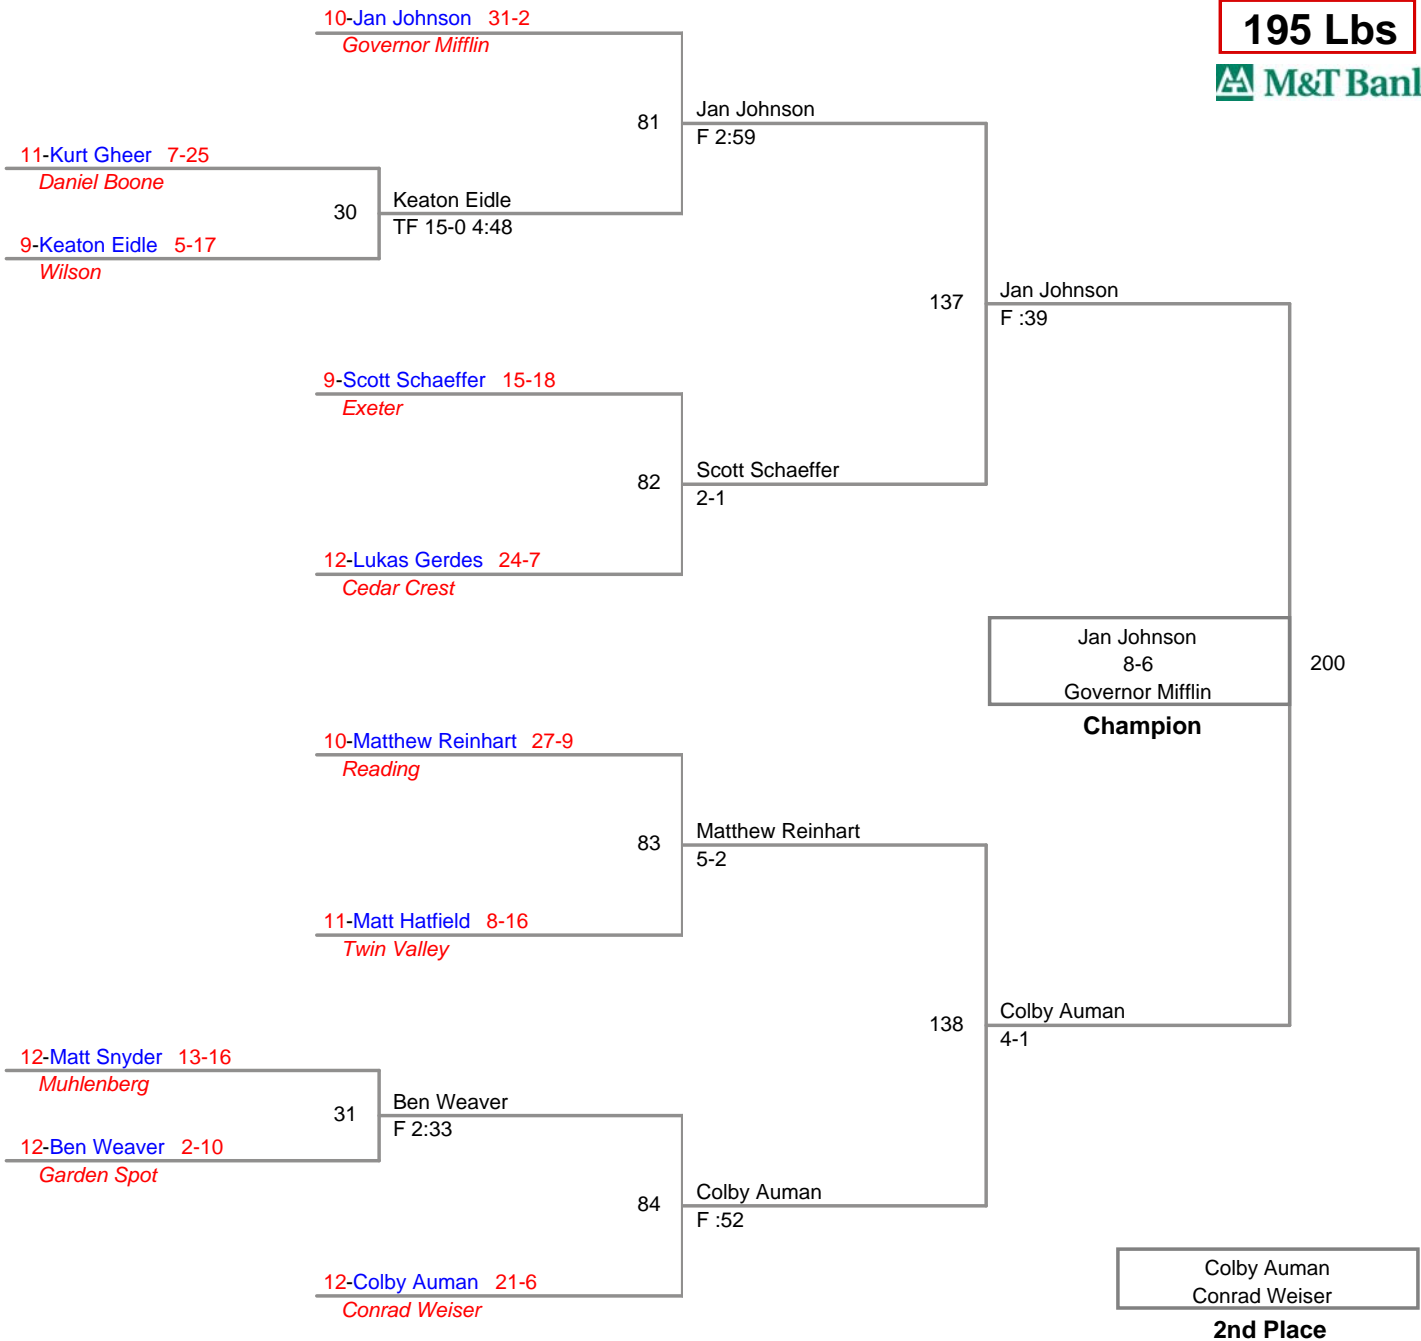 10-Jan Johnson 31-2
Governor Mifflin
195 Lbs
M&T Banl
81
Jan Johnson
F 2:59
11-Kurt Gheer 7-25
Daniel Boone
30
Keaton Eidle
TF 15-0 4:48
9-Keaton Eidle 5-17
Wilson
137
Jan Johnson
F :39
9-Scott Schaeffer 15-18
Exeter
82
Scott Schaeffer
2-1
12-Lukas Gerdes 24-7
Cedar Crest
Jan Johnson
8-6
Governor Mifflin
200
Champion
10-Matthew Reinhart 27-9
Reading
83
Matthew Reinhart
5-2
11-Matt Hatfield 8-16
Twin Valley
138
Colby Auman
4-1
12-Matt Snyder 13-16
Muhlenberg
31
Ben Weaver
F 2:33
12-Ben Weaver 2-10
Garden Spot
84
Colby Auman
F :52
12-Colby Auman 21-6
Conrad Weiser
Colby Auman
Conrad Weiser
2nd Place